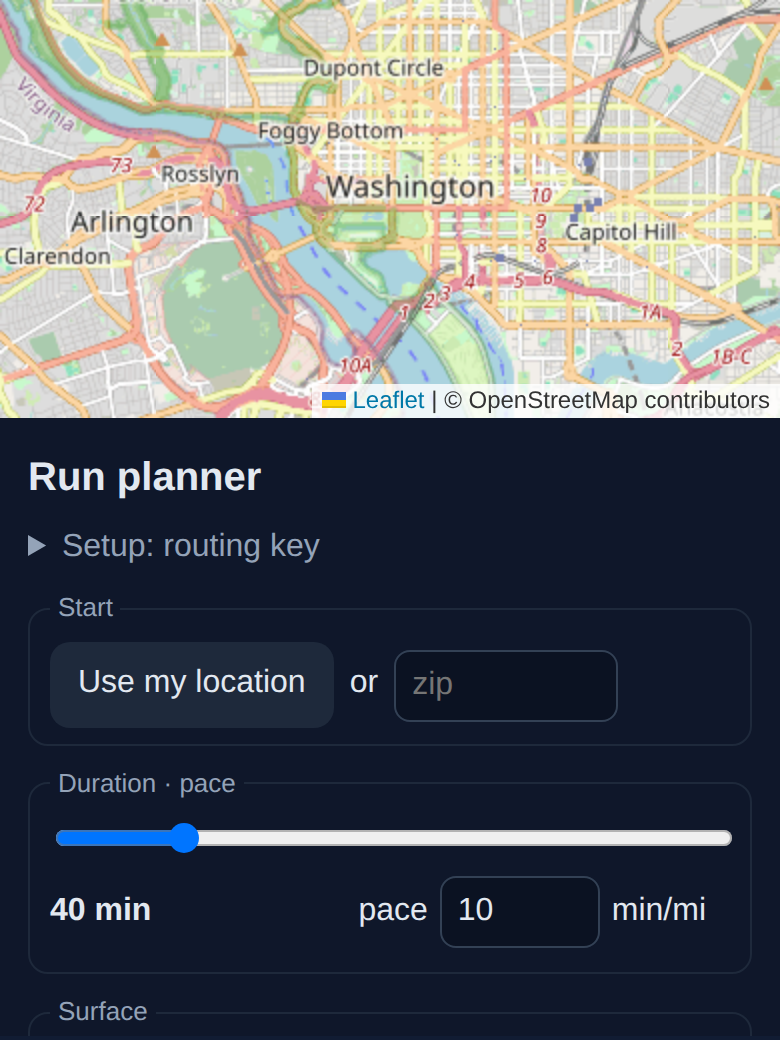 Dupont Circle
Virginia
Foggy Bottom
73
Rosslyn
Washington
72
10
Arlington
9
Capitol Hill
8
Clarendon
1 2 3 4 5 6
1A
2
1B-C
10A
Leaflet | © OpenStreetMap contributors
Run planner
Setup: routing key
Start
Use my location or zip
Duration · pace
40 min pace 10 min/mi
Surface